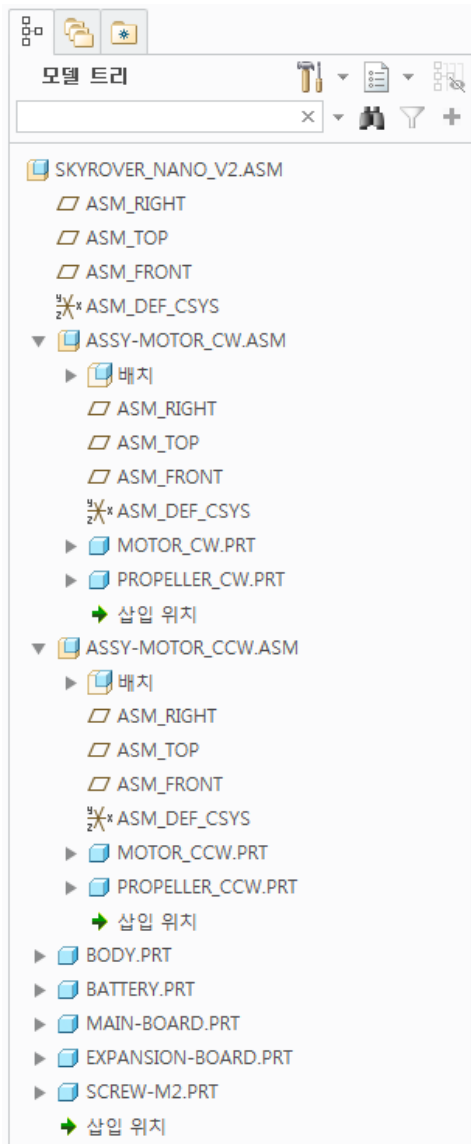 모델 트리
SKYROVER_NANO_V2.ASM
ASM_RIGHT
ASM_TOP
ASM_FRONT
ASM_DEF_CSYS
ASSY-MOTOR_CW.ASM
배치
ASM_RIGHT
ASM_TOP
ASM_FRONT
ASM_DEF_CSYS
MOTOR_CW.PRT
PROPELLER_CW.PRT
삽입 위치
ASSY-MOTOR_CCW.ASM
배치
ASM_RIGHT
ASM_TOP
ASM_FRONT
ASM_DEF_CSYS
MOTOR_CCW.PRT
PROPELLER_CCW.PRT
삽입 위치
BODY.PRT
BATTERY.PRT
MAIN-BOARD.PRT
EXPANSION-BOARD.PRT
SCREW-M2.PRT
삽입 위치